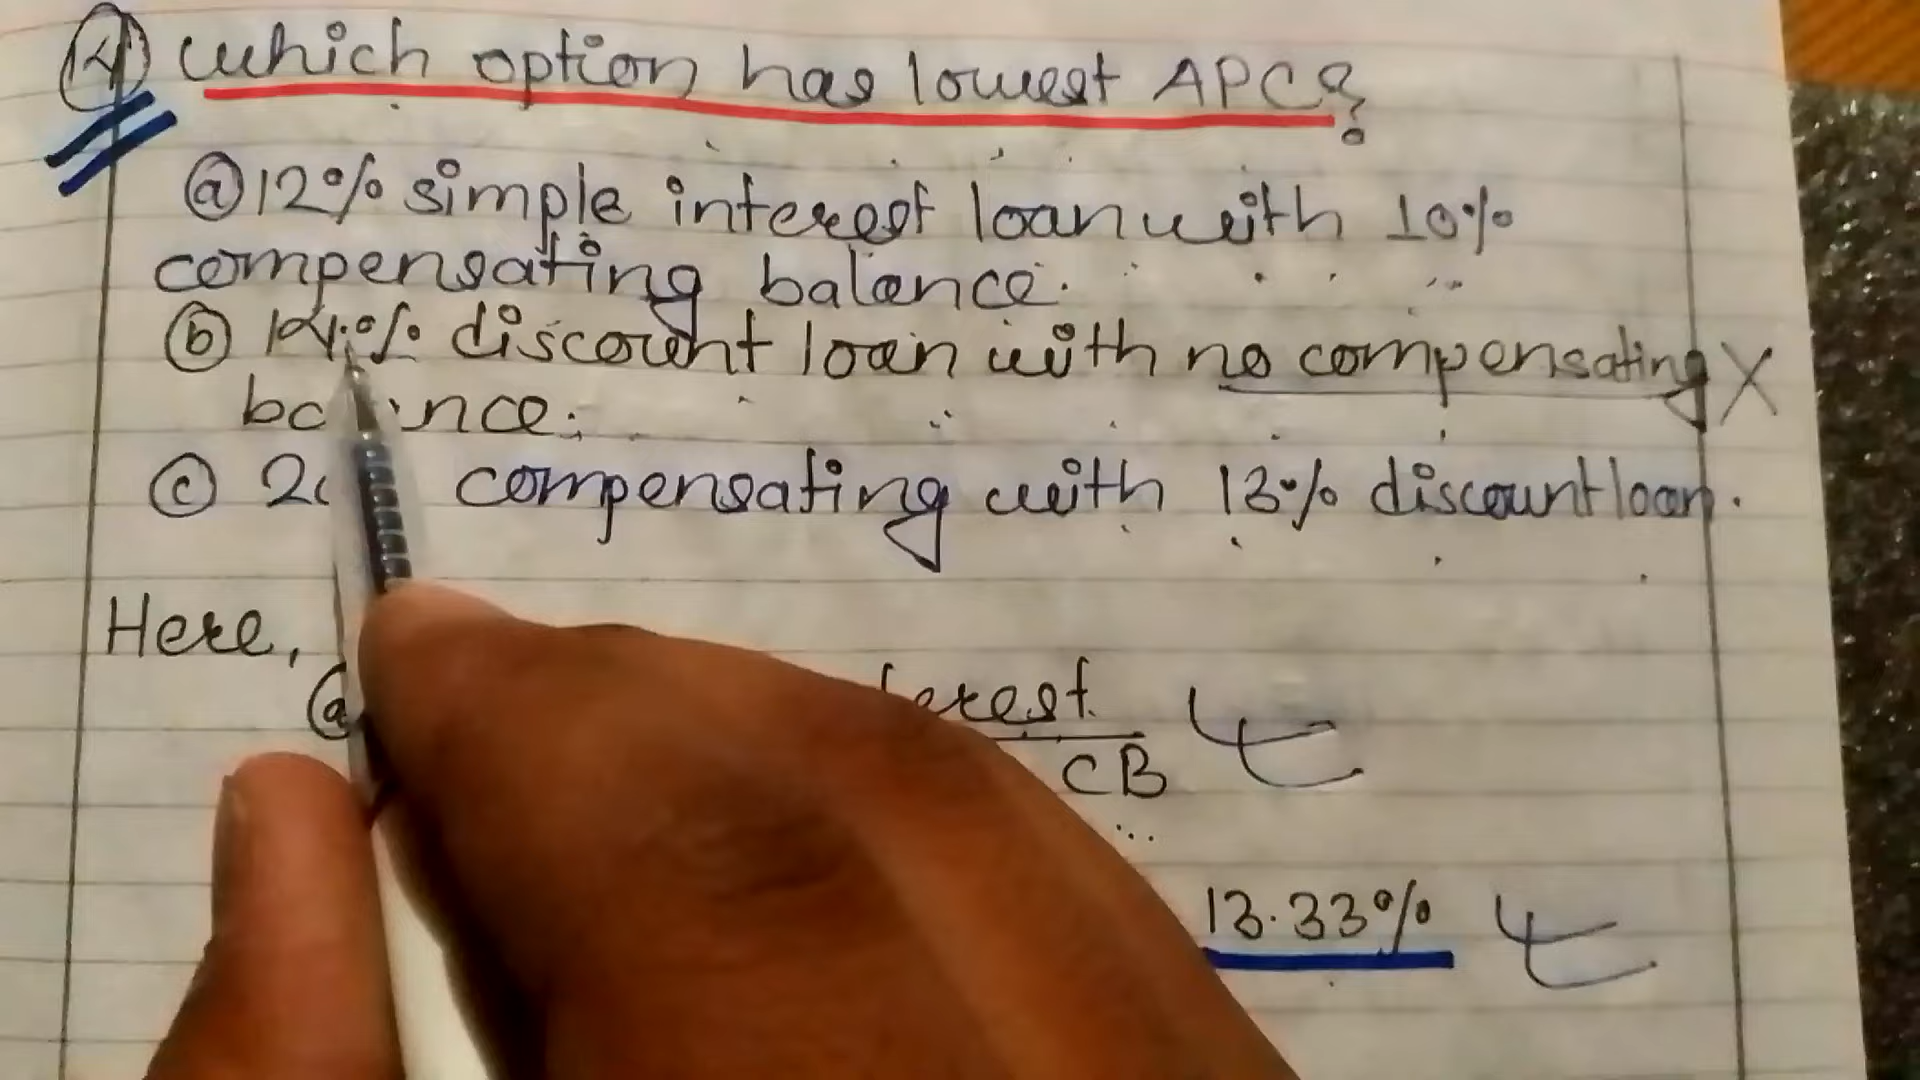 ④ Which option has lowest APC?
ⓐ 12% simple interest loan with 10%
compensating balance.
ⓑ 14% discount loan with no compensating X
ⓒ compensating with 13% discount loan.
Here,
ⓐ
CB
13.33%